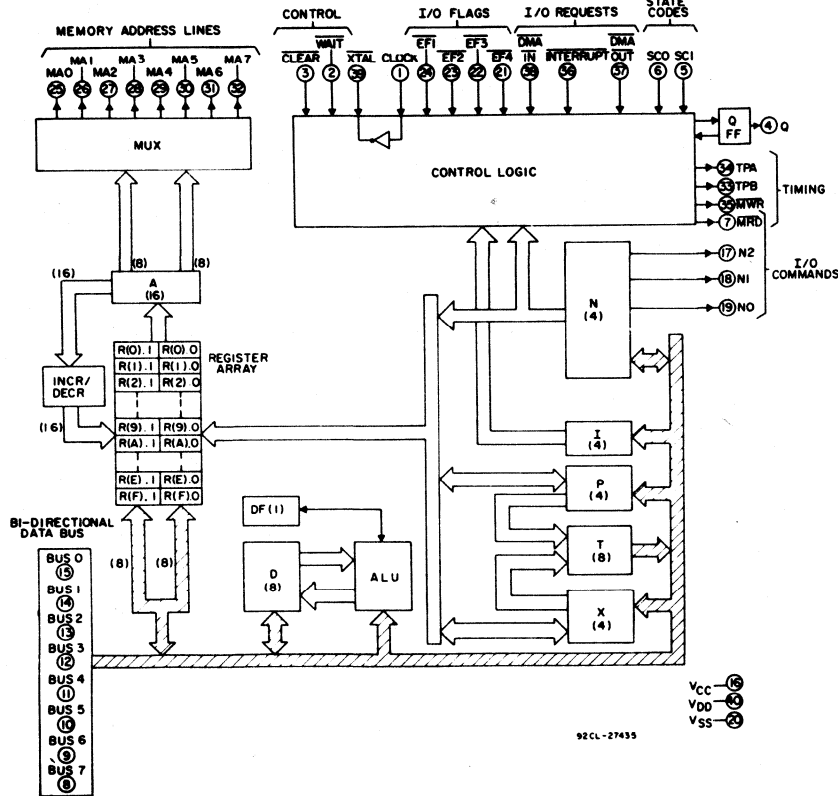 CONTROL
I/O FLAGS
I/O REQUESTS
STATE
CODES
MEMORY ADDRESS LINES
MA0
MA1
MA2
MA3
MA4
MA5
MA6
MA7
25
26
27
28
29
30
31
32
CLEAR
WAIT
XTAL
CLOCK
EF1
EF2
EF3
EF4
DMA
IN
INTERRUPT
DMA
OUT
SC0
SC1
3
2
39
1
24
23
22
21
38
36
37
6
5
MUX
CONTROL LOGIC
Q
FF
4 Q
34 TPA
33 TPB
35 MWR
7 MRD
TIMING
17 N2
18 N1
19 N0
I/O
COMMANDS
(8)
(8)
(16)
A
(16)
N
(4)
R(0).1 R(0).0
R(1).1 R(1).0
R(2).1 R(2).0
REGISTER
ARRAY
INCR/
DECR
(16)
R(9).1 R(9).0
R(A).1 R(A).0
R(E).1 R(E).0
R(F).1 R(F).0
I
(4)
P
(4)
T
(8)
X
(4)
DF(1)
D
(8)
ALU
BI-DIRECTIONAL
DATA BUS
(8)
(8)
BUS 0
15
BUS 1
14
BUS 2
13
BUS 3
12
BUS 4
11
BUS 5
10
BUS 6
9
BUS 7
8
VCC 16
VDD 40
VSS 20
92CL-27435